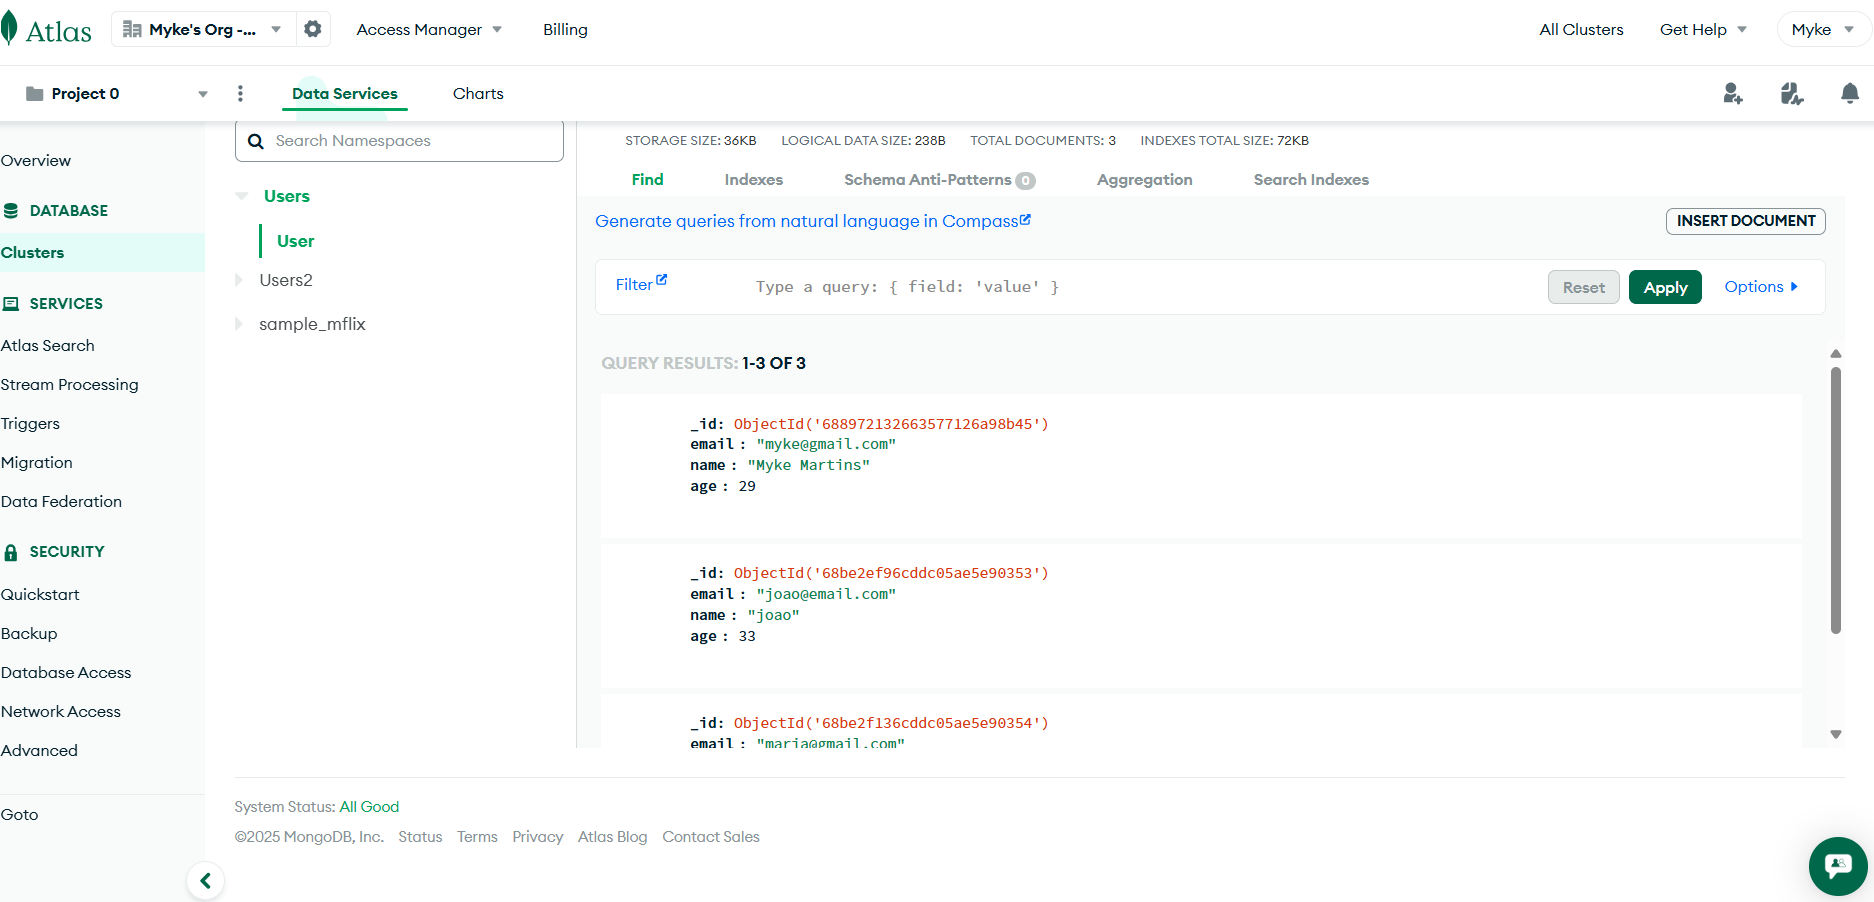 Atlas
Myke's Org -...
Access Manager
Billing
All Clusters
Get Help
Myke
Project 0
Data Services
Charts
Overview
DATABASE
Clusters
SERVICES
Atlas Search
Stream Processing
Triggers
Migration
Data Federation
SECURITY
Quickstart
Backup
Database Access
Network Access
Advanced
Goto
Search Namespaces
Users
User
Users2
sample_mflix
STORAGE SIZE: 36KB LOGICAL DATA SIZE: 238B TOTAL DOCUMENTS: 3 INDEXES TOTAL SIZE: 72KB
Find Indexes Schema Anti-Patterns 0 Aggregation Search Indexes
Generate queries from natural language in Compass
INSERT DOCUMENT
Filter
Type a query: { field: 'value' }
Reset
Apply
Options
QUERY RESULTS: 1-3 OF 3
_id: ObjectId('688972132663577126a98b45')
email : "myke@gmail.com"
name : "Myke Martins"
age : 29
_id: ObjectId('68be2ef96cddc05ae5e90353')
email : "joao@email.com"
name : "joao"
age : 33
_id: ObjectId('68be2f136cddc05ae5e90354')
email : "maria@gmail.com"
System Status: All Good
©2025 MongoDB, Inc. Status Terms Privacy Atlas Blog Contact Sales